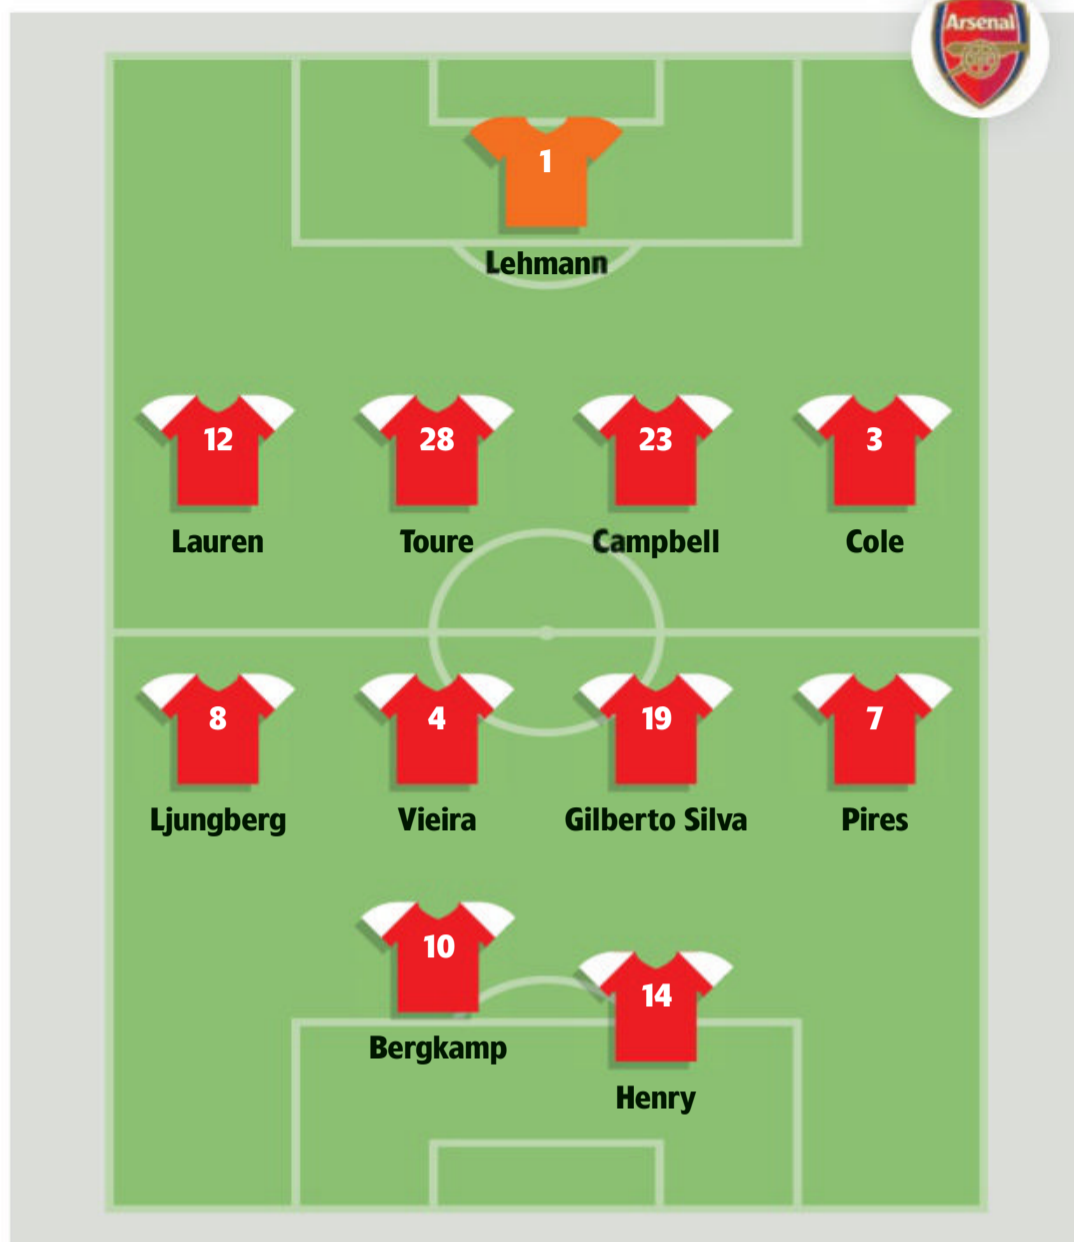 Arsenal
1
Lehmann
12 28 23 3
Lauren Toure Campbell Cole
8 4 19 7
Ljungberg Vieira Gilberto Silva Pires
10
Bergkamp
14
Henry